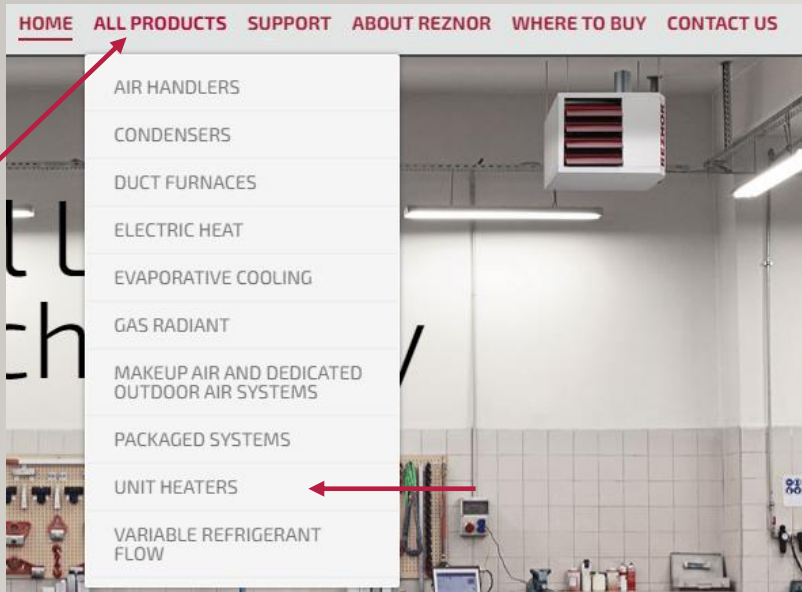 HOME ALL PRODUCTS SUPPORT ABOUT REZNOR WHERE TO BUY CONTACT US
AIR HANDLERS
CONDENSERS
DUCT FURNACES
ELECTRIC HEAT
EVAPORATIVE COOLING
GAS RADIANT
MAKEUP AIR AND DEDICATED
OUTDOOR AIR SYSTEMS
PACKAGED SYSTEMS
UNIT HEATERS
VARIABLE REFRIGERANT
FLOW
REZNOR